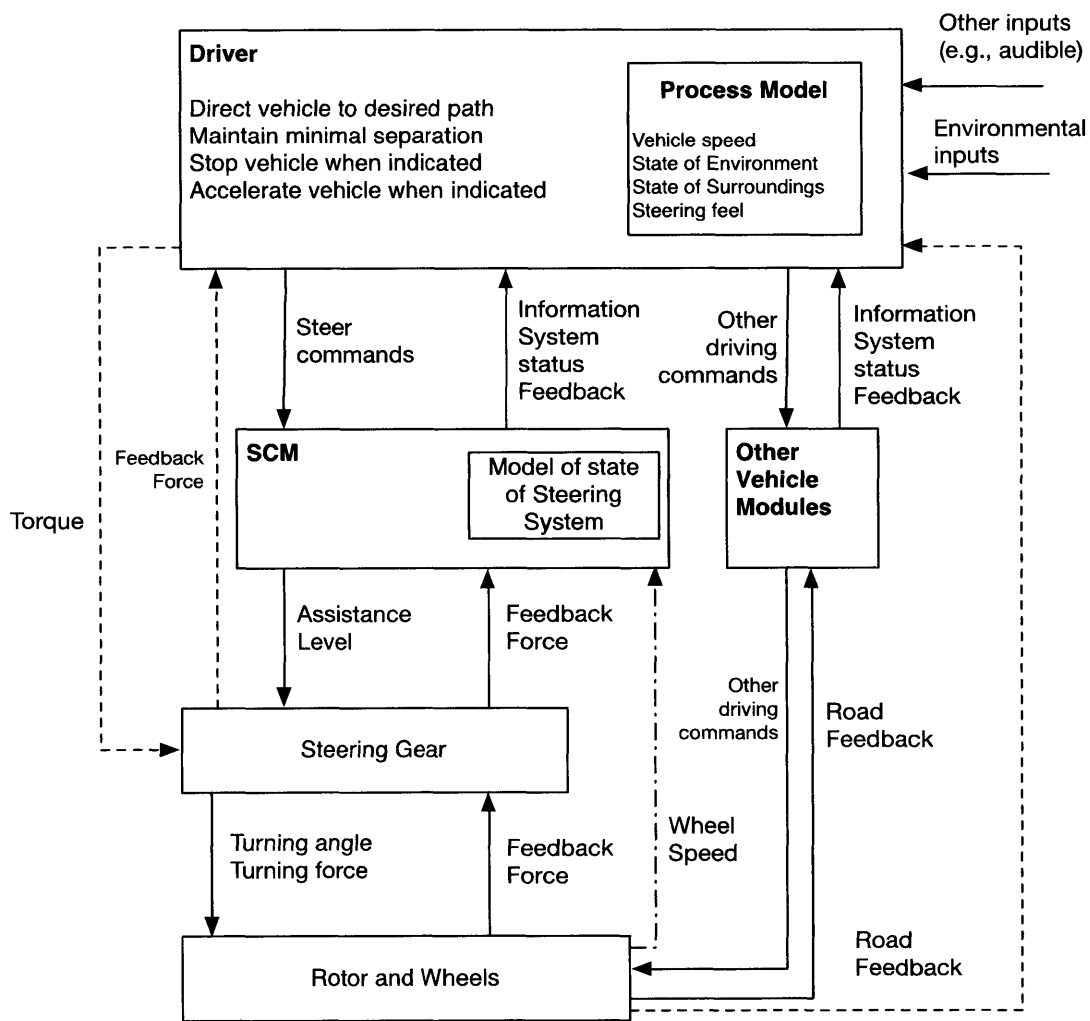 Other inputs
(e.g., audible)
Driver
Process Model
Direct vehicle to desired path
Maintain minimal separation
Stop vehicle when indicated
Accelerate vehicle when indicated
Vehicle speed
State of Environment
State of Surroundings
Steering feel
Environmental
inputs
Steer
commands
Information
System
status
Feedback
Other
driving
commands
Information
System
status
Feedback
Feedback
Force
Torque
SCM
Model of state
of Steering
System
Other
Vehicle
Modules
Assistance
Level
Feedback
Force
Other
driving
commands
Road
Feedback
Steering Gear
Turning angle
Turning force
Feedback
Force
Wheel
Speed
Rotor and Wheels
Road
Feedback